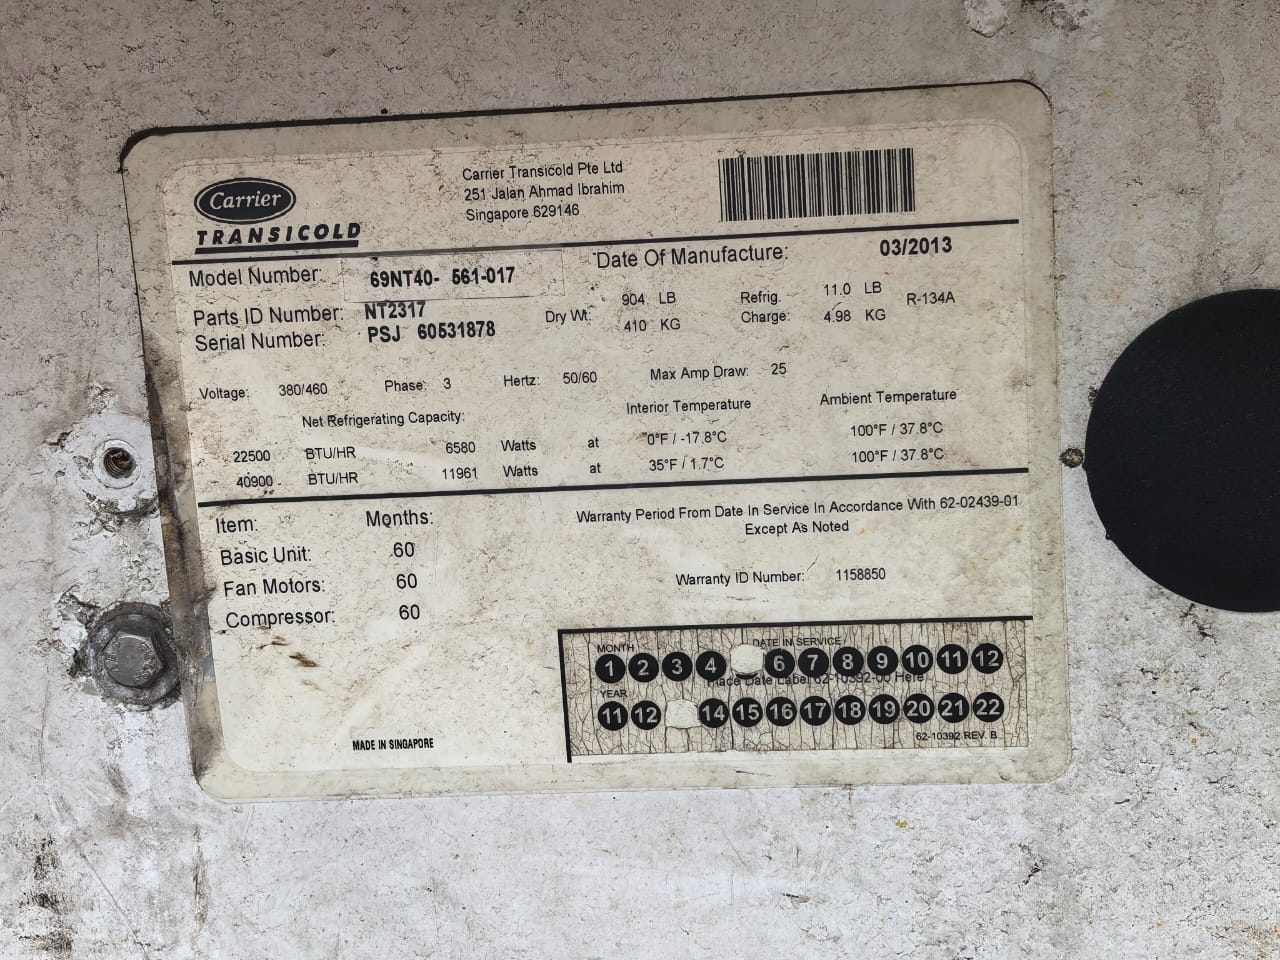 Carrier
TRANSICOLD
Carrier Transicold Pte Ltd
251 Jalan Ahmad Ibrahim
Singapore 629146
Model Number: 69NT40- 561-017
Date Of Manufacture: 03/2013
Parts ID Number: NT2317
Serial Number: PSJ 60531878
Dry Wt: 904 LB
410 KG
Refrig. Charge: 11.0 LB
4.98 KG
R-134A
Voltage: 380/460 Phase: 3 Hertz: 50/60 Max Amp Draw: 25
Net Refrigerating Capacity: Interior Temperature Ambient Temperature
22500 BTU/HR 6580 Watts at 0°F / -17.8°C 100°F / 37.8°C
40900 BTU/HR 11961 Watts at 35°F / 1.7°C 100°F / 37.8°C
Item: Months:
Basic Unit: 60
Fan Motors: 60
Compressor: 60
MADE IN SINGAPORE
Warranty Period From Date In Service In Accordance With 62-02439-01
Except As Noted
Warranty ID Number: 1158850
MONTH DATE IN SERVICE
1 2 3 4 6 7 8 9 10 11 12
Date Label 62-10392-00 Here
YEAR
11 12 14 15 16 17 18 19 20 21 22
62-10392 REV. B